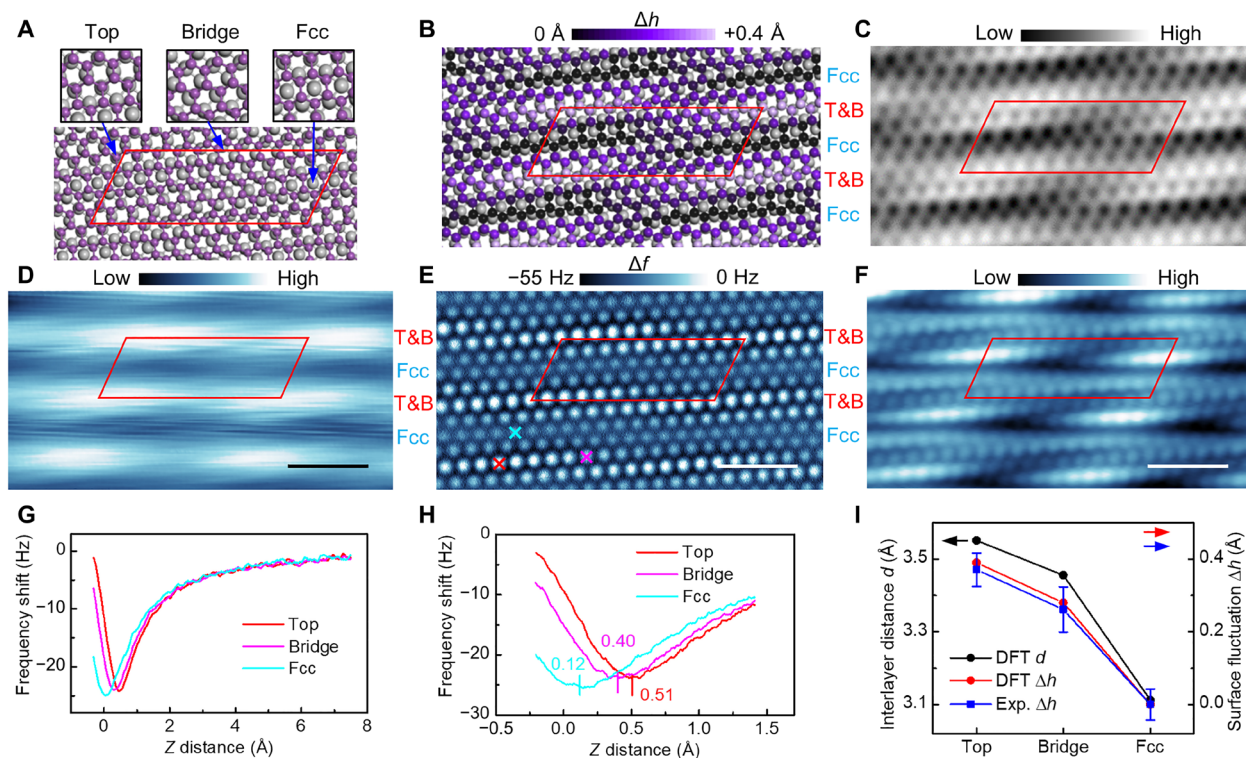 A
Top Bridge Fcc
B
Δh
0 Å +0.4 Å
Fcc
T&B
Fcc
T&B
Fcc
C
Low High
D
Low High
T&B
Fcc
T&B
Fcc
E
Δf
−55 Hz 0 Hz
T&B
Fcc
T&B
Fcc
F
Low High
G
Frequency shift (Hz)
0
−10
−20
Top
Bridge
Fcc
0 2 4 6 8
Z distance (Å)
H
Frequency shift (Hz)
0
−10
−20
−30
Top
Bridge
Fcc
0.40
0.12
0.51
0.0 0.5 1.0 1.5
Z distance (Å)
I
Interlayer distance d (Å)
3.5
3.3
3.1
DFT d
DFT Δh
Exp. Δh
Top Bridge Fcc
0.4
0.2
0.0
Surface fluctuation Δh (Å)